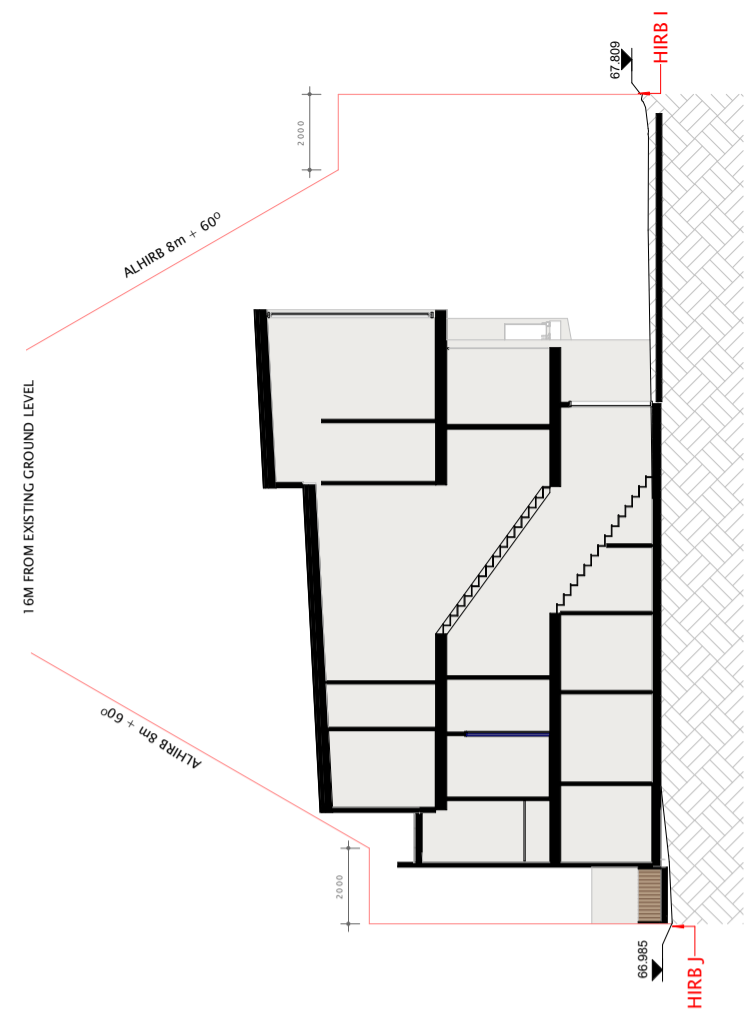 HIRB I
67.809
2000
ALHIRB 8m + 60º
16M FROM EXISTING GROUND LEVEL
ALHIRB 8m + 60º
2000
66.985
HIRB J